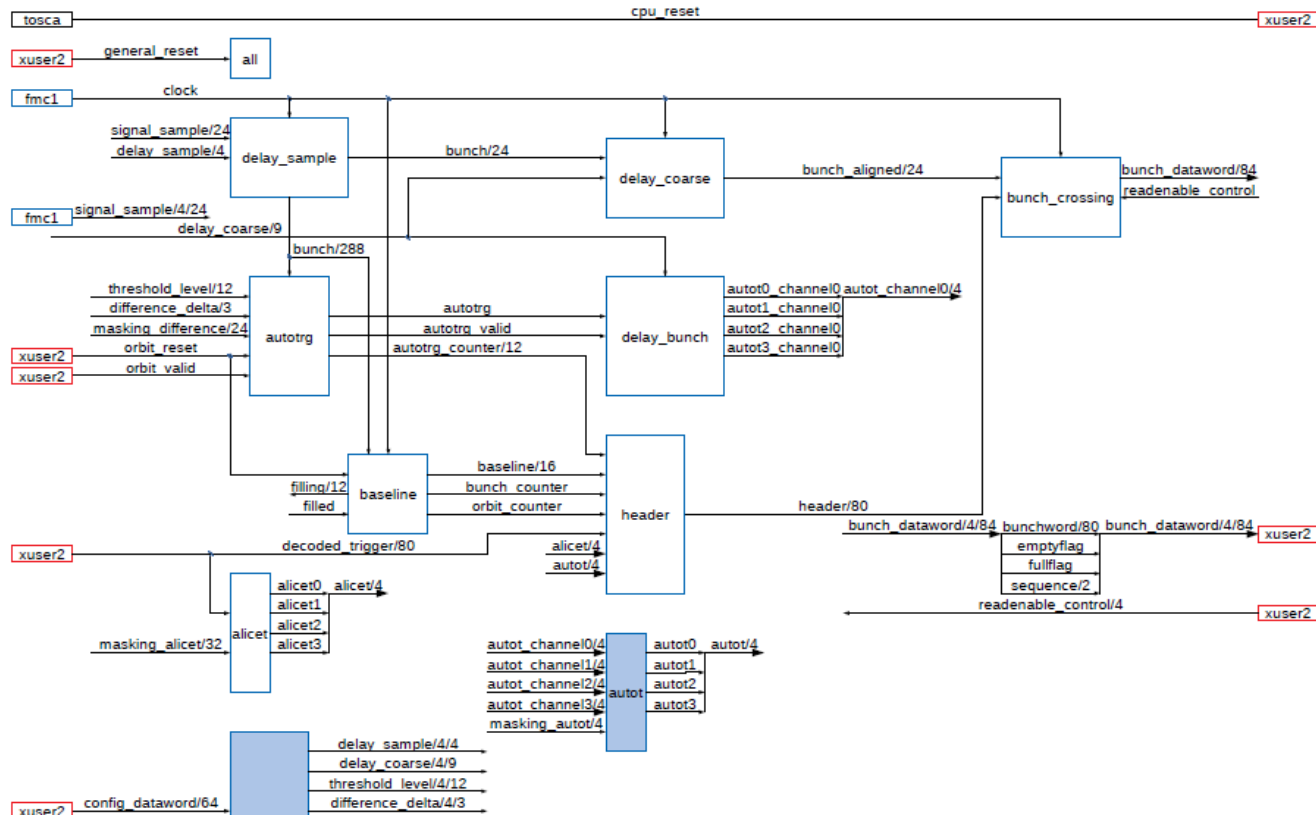 tosca
cpu_reset
xuser2
xuser2
general_reset
all
fmc1
clock
signal_sample/24
delay_sample/4
delay_sample
bunch/24
delay_coarse
bunch_aligned/24
bunch_crossing
bunch_dataword/84
readenable_control
fmc1
signal_sample/4/24
delay_coarse/9
bunch/288
threshold_level/12
difference_delta/3
masking_difference/24
xuser2
orbit_reset
xuser2
orbit_valid
autotrg
autotrg
autotrg_valid
autotrg_counter/12
delay_bunch
autot0_channel0
autot1_channel0
autot2_channel0
autot3_channel0
autot_channel0/4
filling/12
filled
baseline
baseline/16
bunch_counter
orbit_counter
header
header/80
xuser2
decoded_trigger/80
alicet/4
autot/4
bunch_dataword/4/84
bunchword/80
emptyflag
fullflag
sequence/2
bunch_dataword/4/84
xuser2
readenable_control/4
xuser2
masking_alicet/32
alicet
alicet0
alicet1
alicet2
alicet3
alicet/4
autot_channel0/4
autot_channel1/4
autot_channel2/4
autot_channel3/4
masking_autot/4
autot
autot0
autot1
autot2
autot3
autot/4
xuser2
config_dataword/64
delay_sample/4/4
delay_coarse/4/9
threshold_level/4/12
difference_delta/4/3